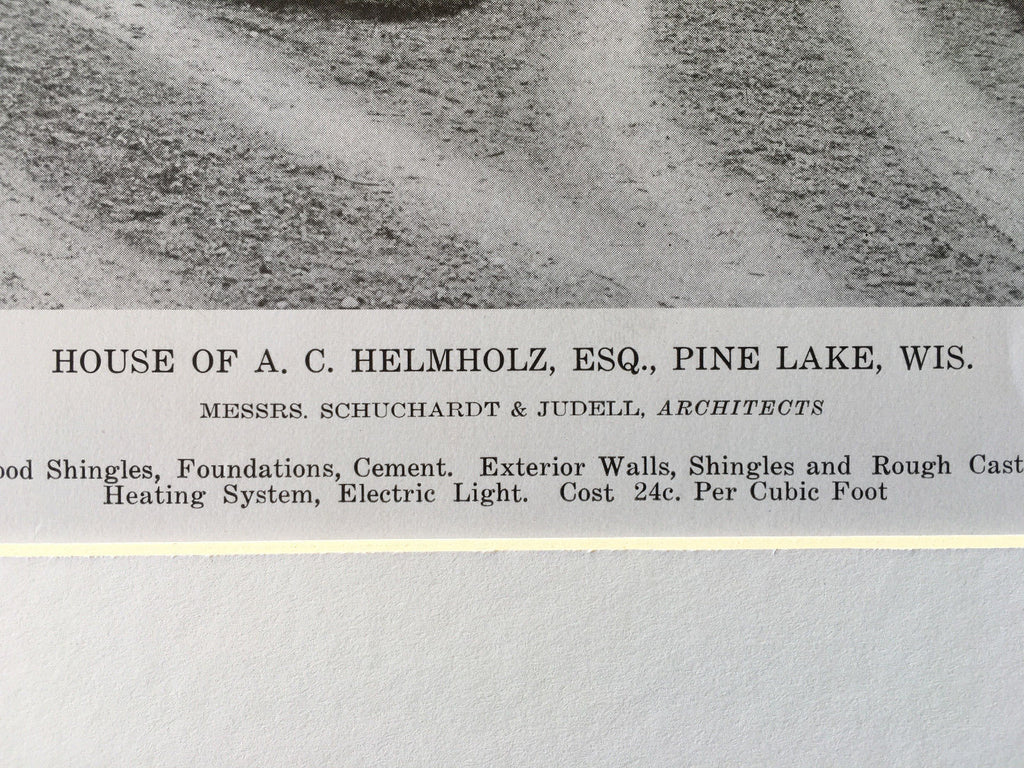 HOUSE OF A. C. HELMHOLZ, ESQ., PINE LAKE, WIS.
MESSRS. SCHUCHARDT & JUDELL, ARCHITECTS
Shingles, Foundations, Cement. Exterior Walls, Shingles and Rough Cast
Heating System, Electric Light. Cost 24c. Per Cubic Foot